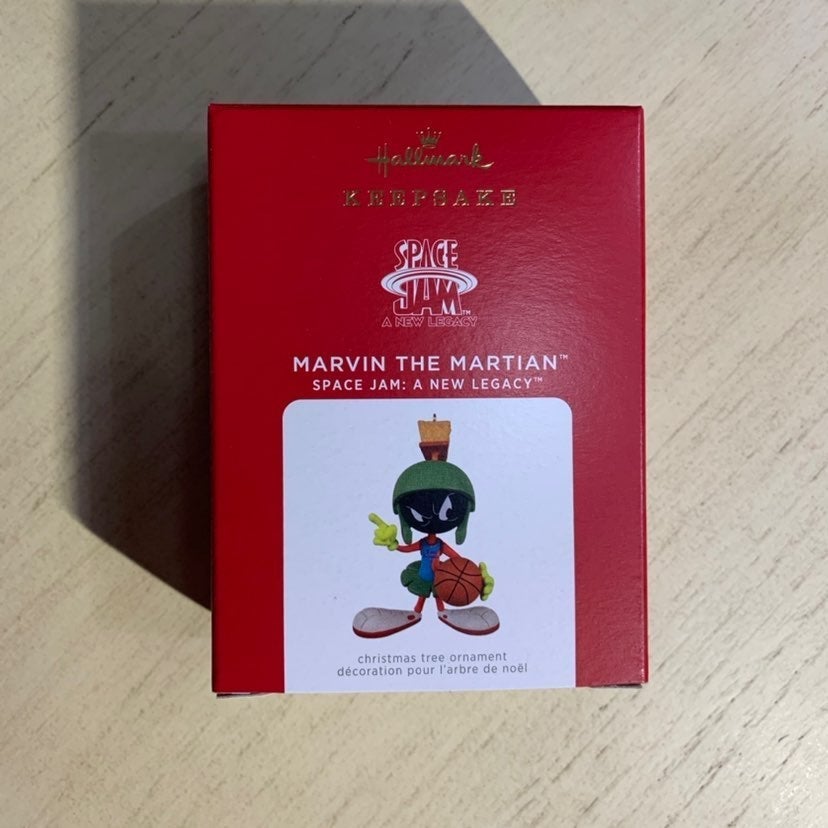 Hallmark
KEEPSAKE
SPACE
JAM™
A NEW LEGACY
MARVIN THE MARTIAN™
SPACE JAM: A NEW LEGACY™
christmas tree ornament
décoration pour l'arbre de noël